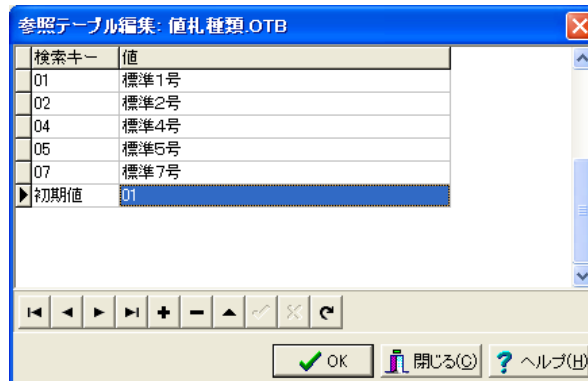 参照テーブル編集: 値札種類.OTB
検索キー 値
01 標準1号
02 標準2号
04 標準4号
05 標準5号
07 標準7号
初期値 01
OK 閉じる(C) ヘルプ(H)